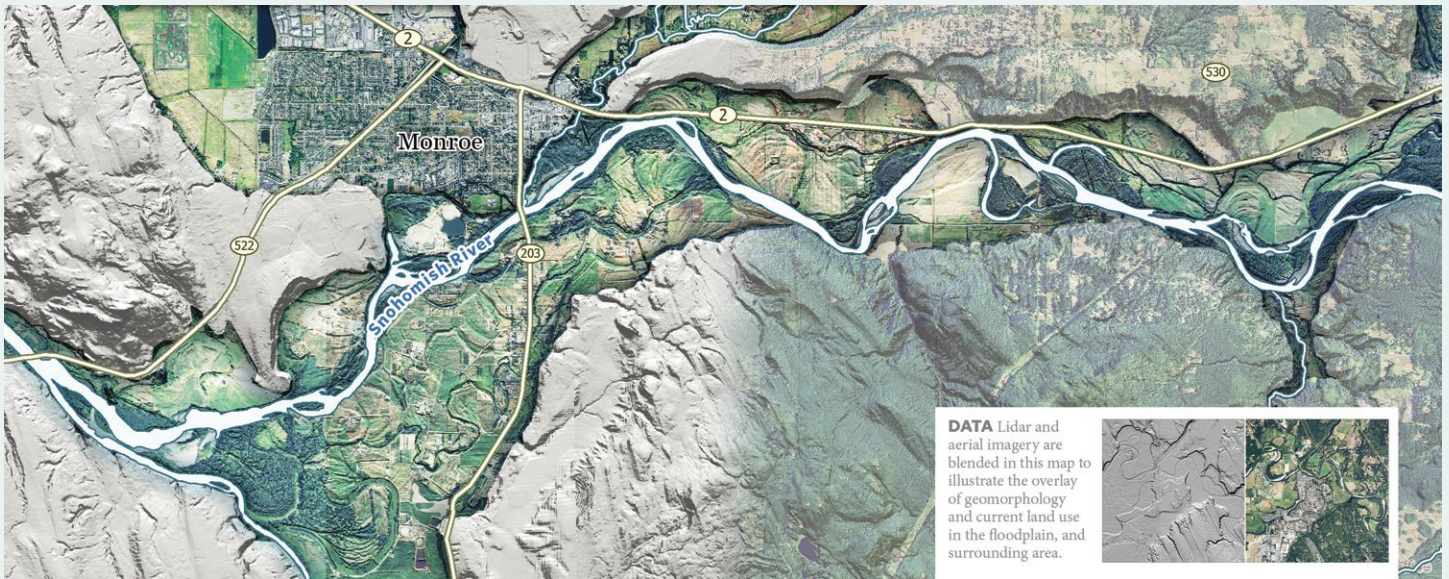 2
530
2
Monroe
522
203
Snohomish River
DATA Lidar and
aerial imagery are
blended in this map to
illustrate the overlay
of geomorphology
and current land use
in the floodplain, and
surrounding area.